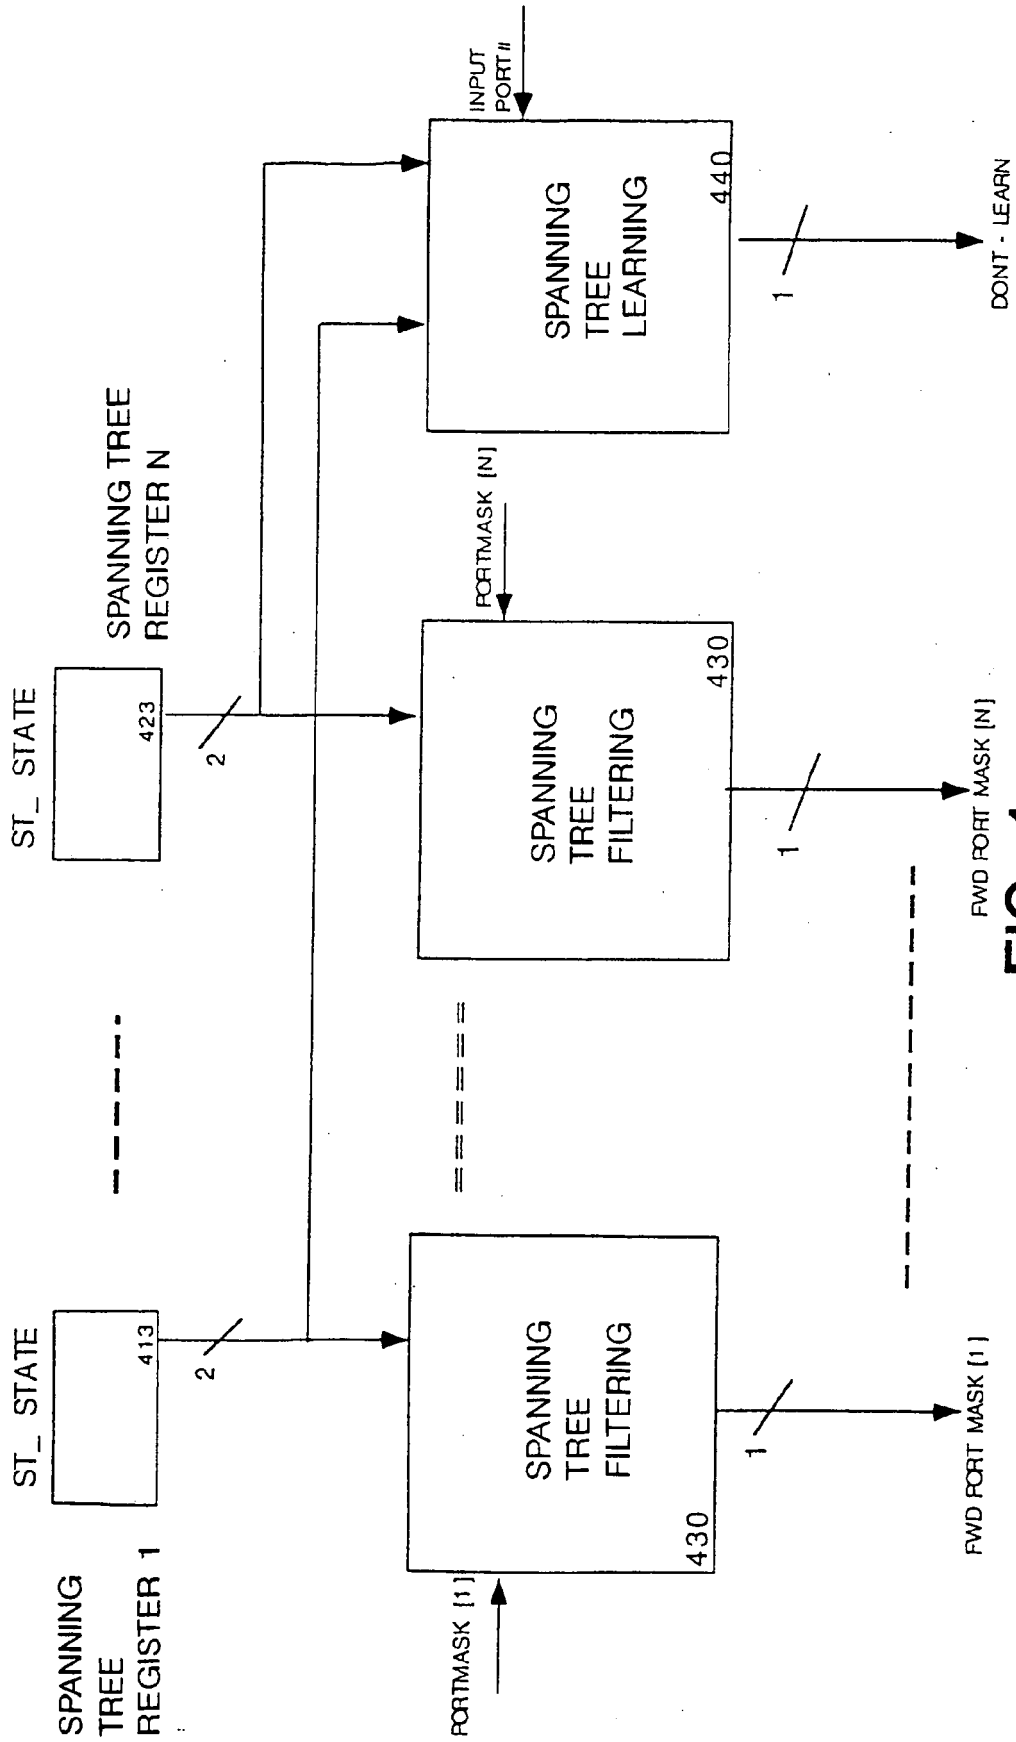 ST_ STATE
413
SPANNING
TREE
REGISTER 1
2
ST_ STATE
423
SPANNING TREE
REGISTER N
2
PORTMASK [1]
SPANNING
TREE
FILTERING
430
1
FWD PORT MASK [1]
PORTMASK [N]
SPANNING
TREE
FILTERING
430
1
FWD PORT MASK [N]
INPUT
PORT #
SPANNING
TREE
LEARNING
440
1
DONT - LEARN